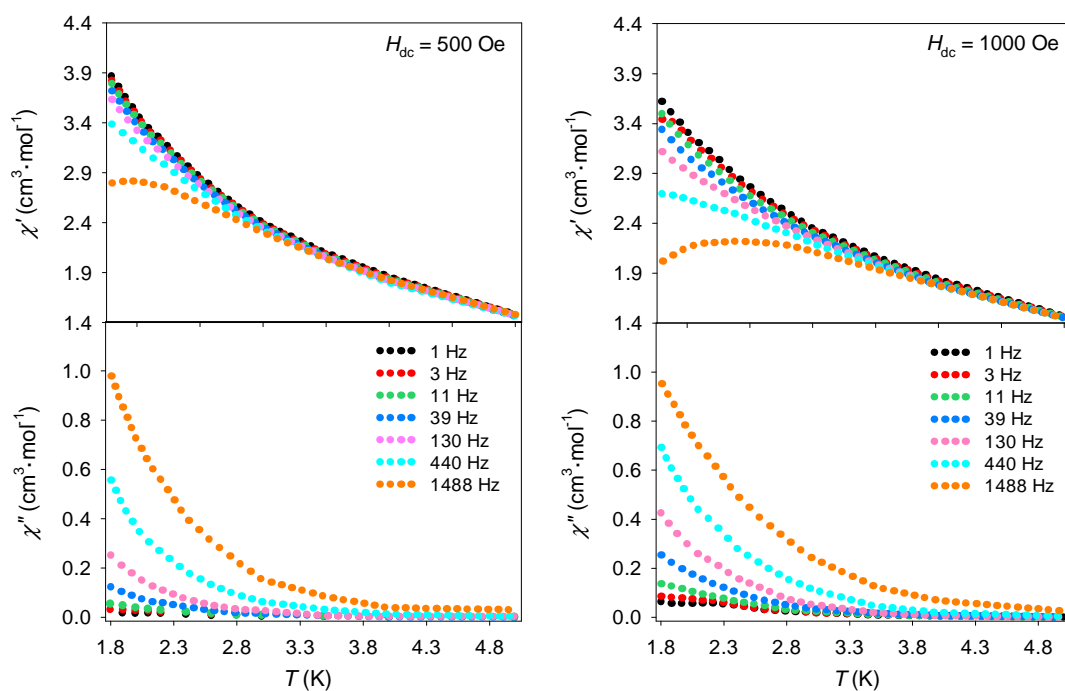 H_dc = 500 Oe
χ′ (cm³·mol⁻¹)
4.4
3.9
3.4
2.9
2.4
1.9
1.4
χ″ (cm³·mol⁻¹)
1.0
0.8
0.6
0.4
0.2
0.0
1 Hz
3 Hz
11 Hz
39 Hz
130 Hz
440 Hz
1488 Hz
1.8 2.3 2.8 3.3 3.8 4.3 4.8
T (K)
H_dc = 1000 Oe
χ′ (cm³·mol⁻¹)
4.4
3.9
3.4
2.9
2.4
1.9
1.4
χ″ (cm³·mol⁻¹)
1.0
0.8
0.6
0.4
0.2
0.0
1 Hz
3 Hz
11 Hz
39 Hz
130 Hz
440 Hz
1488 Hz
1.8 2.3 2.8 3.3 3.8 4.3 4.8
T (K)